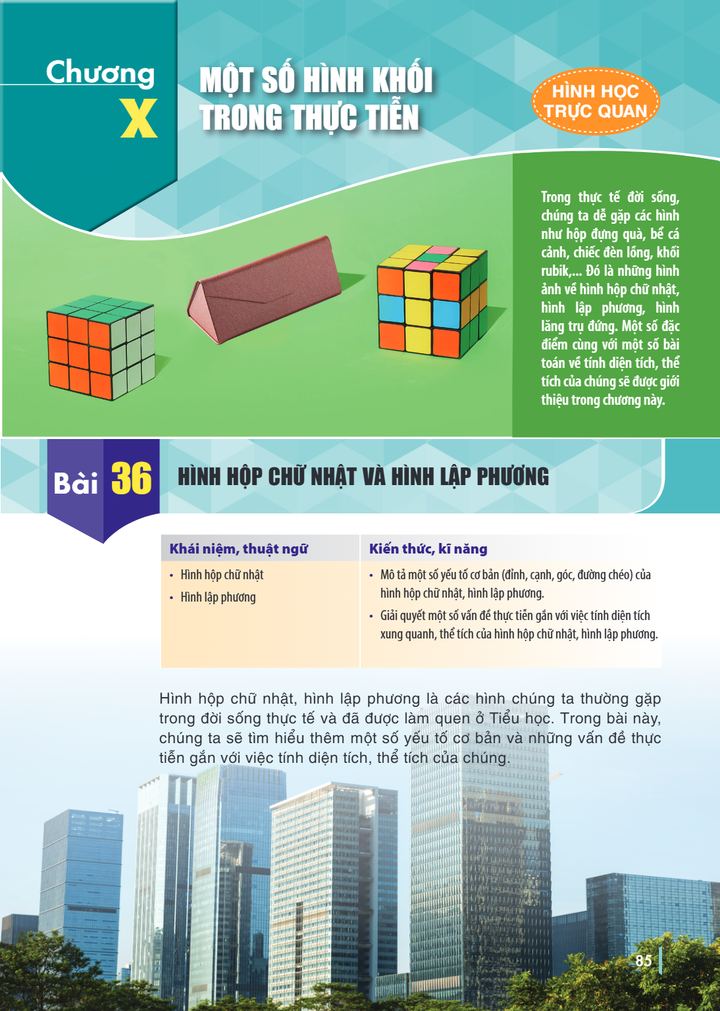 Chương
X
MỘT SỐ HÌNH KHỐI
TRONG THỰC TIỄN
HÌNH HỌC
TRỰC QUAN
Trong thực tế đời sống,
chúng ta dễ gặp các hình
như hộp đựng quà, bể cá
cảnh, chiếc đèn lồng, khối
rubik,... Đó là những hình
ảnh về hình hộp chữ nhật,
hình lập phương, hình
lăng trụ đứng. Một số đặc
điểm cùng với một số bài
toán về tính diện tích, thể
tích của chúng sẽ được giới
thiệu trong chương này.
Bài 36
HÌNH HỘP CHỮ NHẬT VÀ HÌNH LẬP PHƯƠNG
Khái niệm, thuật ngữ
• Hình hộp chữ nhật
• Hình lập phương
Kiến thức, kĩ năng
• Mô tả một số yếu tố cơ bản (đỉnh, cạnh, góc, đường chéo) của
hình hộp chữ nhật, hình lập phương.
• Giải quyết một số vấn đề thực tiễn gắn với việc tính diện tích
xung quanh, thể tích của hình hộp chữ nhật, hình lập phương.
Hình hộp chữ nhật, hình lập phương là các hình chúng ta thường gặp
trong đời sống thực tế và đã được làm quen ở Tiểu học. Trong bài này,
chúng ta sẽ tìm hiểu thêm một số yếu tố cơ bản và những vấn đề thực
tiễn gắn với việc tính diện tích, thể tích của chúng.
85